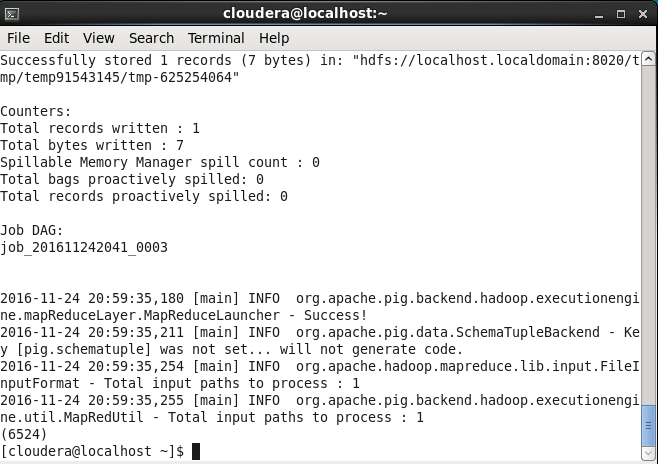 cloudera@localhost:~
File Edit View Search Terminal Help
Successfully stored 1 records (7 bytes) in: "hdfs://localhost.localdomain:8020/t
mp/temp91543145/tmp-625254064"
Counters:
Total records written : 1
Total bytes written : 7
Spillable Memory Manager spill count : 0
Total bags proactively spilled: 0
Total records proactively spilled: 0
Job DAG:
job_201611242041_0003
2016-11-24 20:59:35,180 [main] INFO  org.apache.pig.backend.hadoop.executionengi
ne.mapReduceLayer.MapReduceLauncher - Success!
2016-11-24 20:59:35,211 [main] INFO  org.apache.pig.data.SchemaTupleBackend - Ke
y [pig.schematuple] was not set... will not generate code.
2016-11-24 20:59:35,254 [main] INFO  org.apache.hadoop.mapreduce.lib.input.FileI
nputFormat - Total input paths to process : 1
2016-11-24 20:59:35,255 [main] INFO  org.apache.pig.backend.hadoop.executionengi
ne.util.MapRedUtil - Total input paths to process : 1
(6524)
[cloudera@localhost ~]$